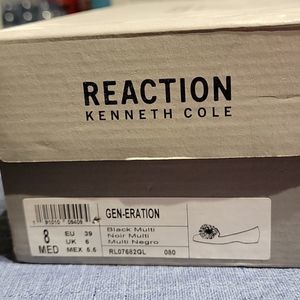 REACTION
KENNETH COLE
GEN-ERATION
8 MED
EU 39
UK 6
MEX 5.5
Black Multi
Noir Multi
Multi Negro
RL07682QL 080